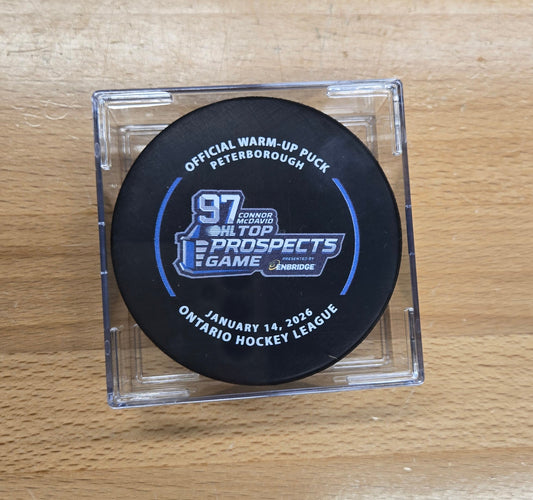 OFFICIAL WARM-UP PUCK
PETERBOROUGH
97 CONNOR
MCDAVID
OHL TOP
PROSPECTS
GAME PRESENTED BY
ENBRIDGE
JANUARY 14, 2026
ONTARIO HOCKEY LEAGUE